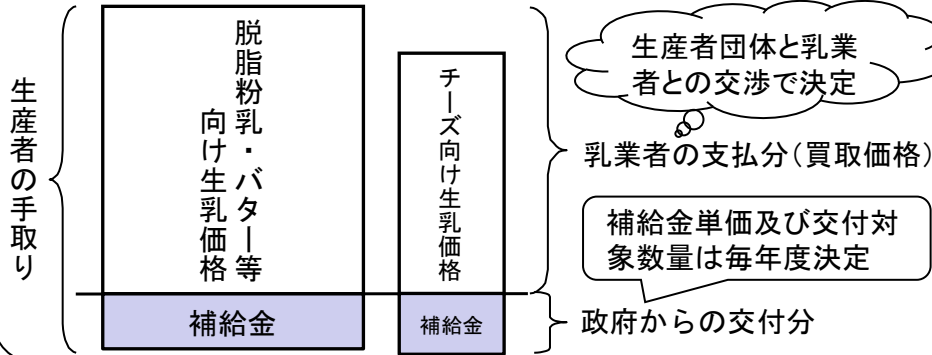 生産者の手取り
脱脂粉乳・バター等
向け生乳価格
補給金
チーズ向け生乳価格
補給金
生産者団体と乳業
者との交渉で決定
乳業者の支払分(買取価格)
補給金単価及び交付対
象数量は毎年度決定
政府からの交付分